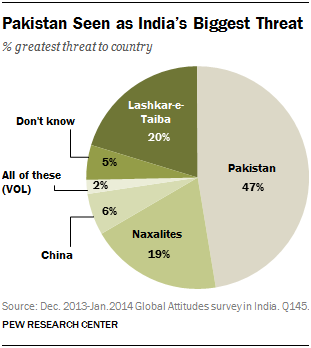 Pakistan Seen as India's Biggest Threat
% greatest threat to country
Lashkar-e-
Taiba
20%
Don't know
5%
All of these
(VOL)
2%
Pakistan
47%
6%
China
Naxalites
19%
Source: Dec. 2013-Jan.2014 Global Attitudes survey in India. Q145.
PEW RESEARCH CENTER